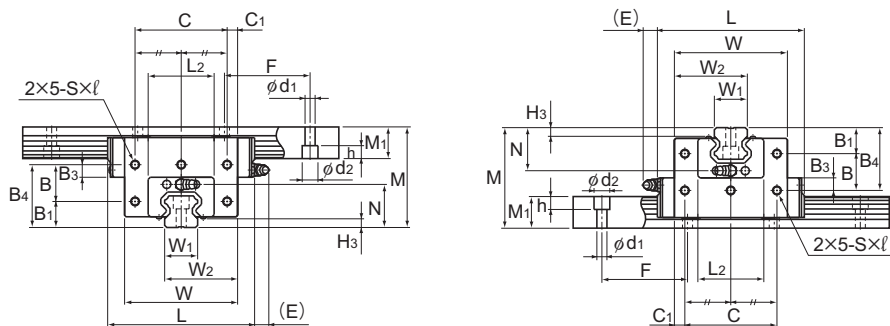 C C1
L2 F
φd1
2×5-S×ℓ
M1
h
M
B3
B
B4
B1
φd2
N
H3
W1
W2
W
L (E)
(E) L
W
W2
W1
H3
N
M
B1
B3
B4
φd2
h
M1
φd1
2×5-S×ℓ
F L2
C1 C